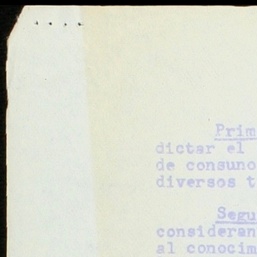 Prim
dictar el
de consuno
diversos t
Segu
consideran
al conocim